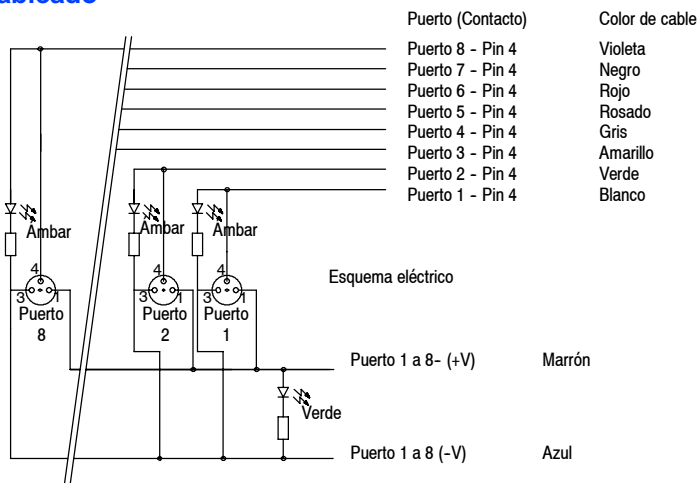 Puerto (Contacto) Color de cable
Puerto 8 - Pin 4 Violeta
Puerto 7 - Pin 4 Negro
Puerto 6 - Pin 4 Rojo
Puerto 5 - Pin 4 Rosado
Puerto 4 - Pin 4 Gris
Puerto 3 - Pin 4 Amarillo
Puerto 2 - Pin 4 Verde
Puerto 1 - Pin 4 Blanco
Ambar Ambar Ambar
4 4 4
3 1 3 1 3 1
Puerto Puerto Puerto
8 2 1
Esquema eléctrico
Puerto 1 a 8- (+V) Marrón
Verde
Puerto 1 a 8 (-V) Azul